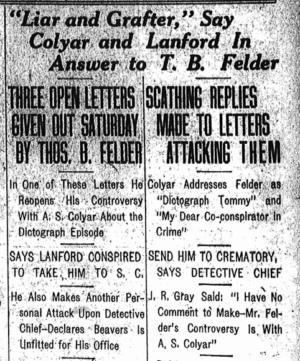 "Liar and Grafter," Say
Colyar and Lanford In
Answer to T. B. Felder
THREE OPEN LETTERS
GIVEN OUT SATURDAY
BY THOS. B. FELDER
In One of These Letters He
Reopens His Controversy
With A. S. Colyar About the
Dictograph Episode
SAYS LANFORD CONSPIRED
TO TAKE HIM TO S. C.
He Also Makes Another Per-
sonal Attack Upon Detective
Chief-Declares Beavers Is
Unfitted for His Office
SCATHING REPLIES
MADE TO LETTERS
ATTACKING THEM
Colyar Addresses Felder as
"Dictograph Tommy" and
"My Dear Co-conspirator in
Crime"
SEND HIM TO CREMATORY,
SAYS DETECTIVE CHIEF
J. R. Gray Said: "I Have No
Comment to Make-Mr. Fel-
der's Controversy Is With
A. S. Colyar"